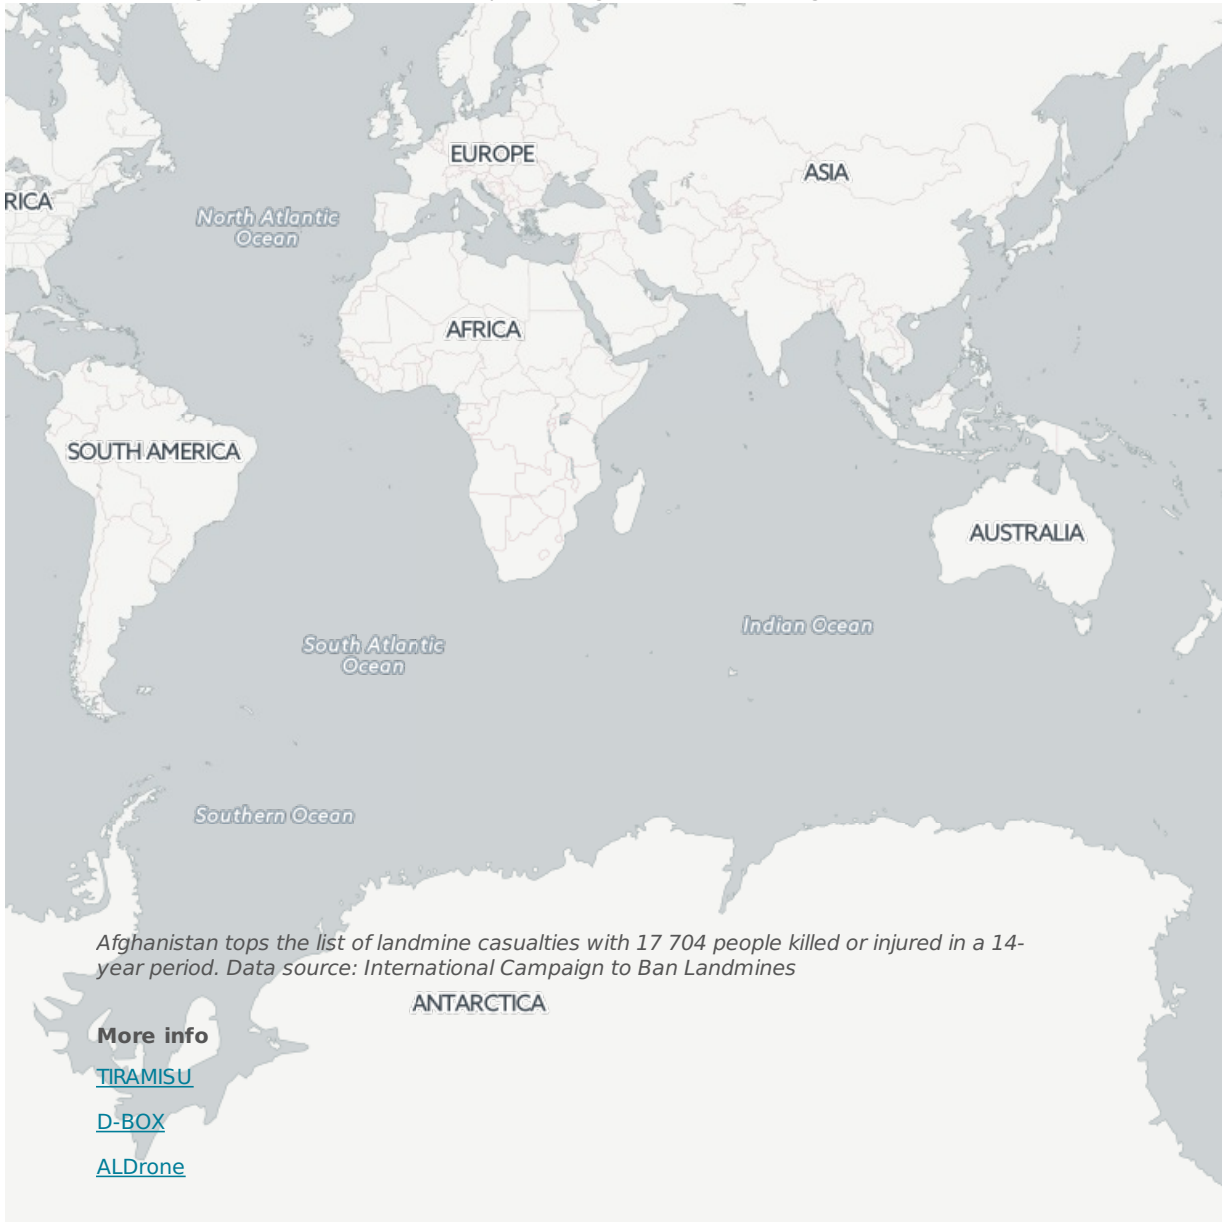 EUROPE
ASIA
RICA
North Atlantic
Ocean
AFRICA
SOUTH AMERICA
AUSTRALIA
Indian Ocean
South Atlantic
Ocean
Southern Ocean
Afghanistan tops the list of landmine casualties with 17 704 people killed or injured in a 14-
year period. Data source: International Campaign to Ban Landmines
ANTARCTICA
More info
TIRAMISU
D-BOX
ALDrone